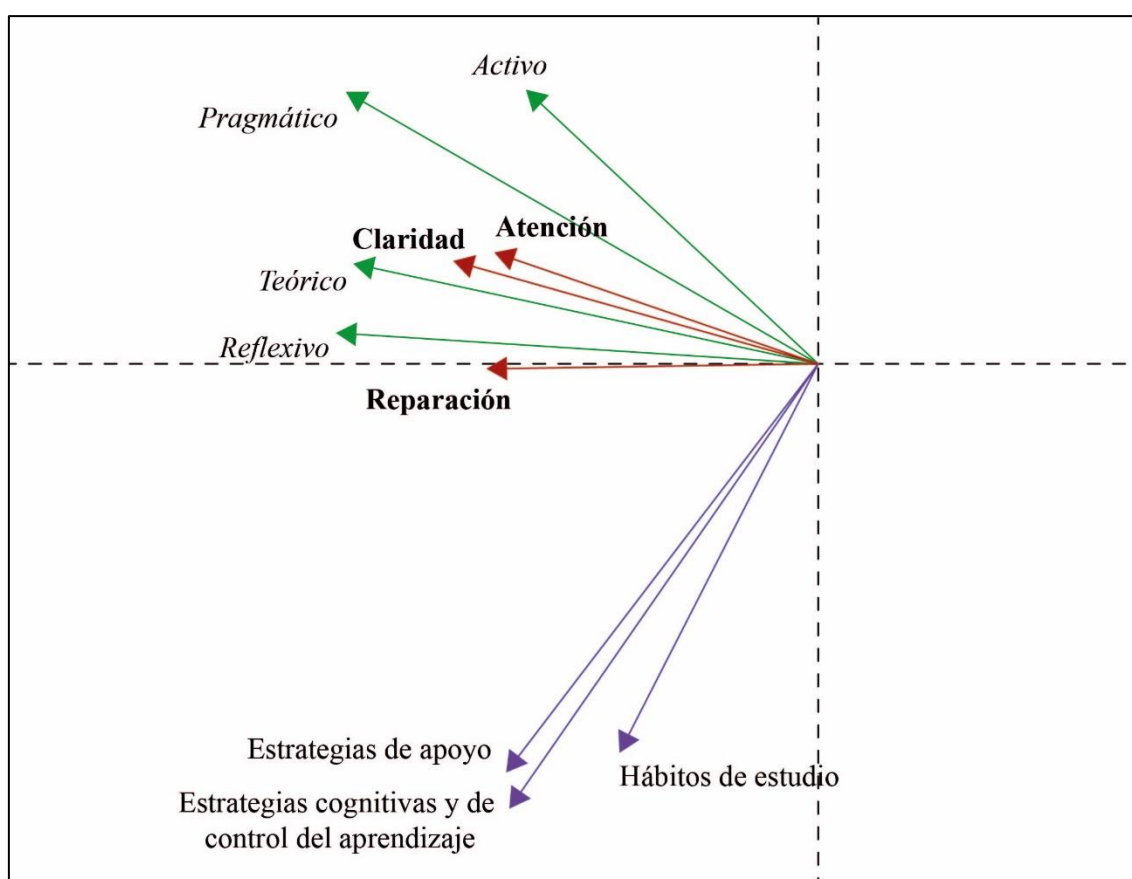 Activo
Pragmático
Atención
Claridad
Teórico
Reflexivo
Reparación
Estrategias de apoyo
Hábitos de estudio
Estrategias cognitivas y de
control del aprendizaje